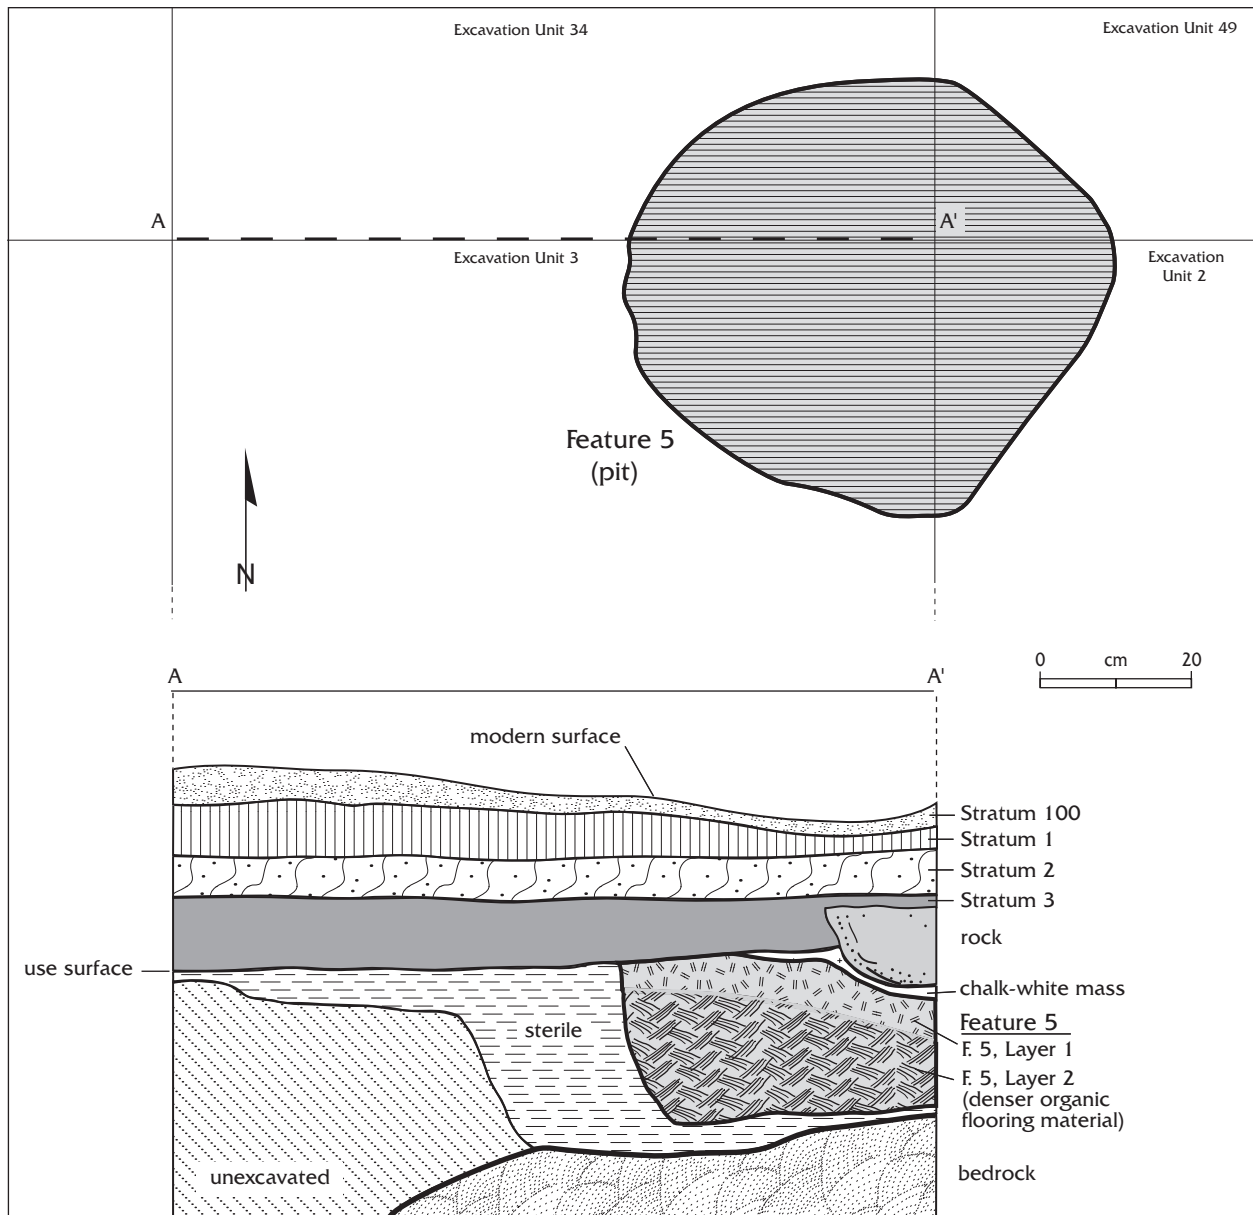 Excavation Unit 34
Excavation Unit 49
A
A'
Excavation Unit 3
Excavation
Unit 2
Feature 5
(pit)
N
0 cm 20
A
A'
modern surface
Stratum 100
Stratum 1
Stratum 2
Stratum 3
rock
use surface
chalk-white mass
sterile
Feature 5
F. 5, Layer 1
F. 5, Layer 2
(denser organic
flooring material)
unexcavated
bedrock